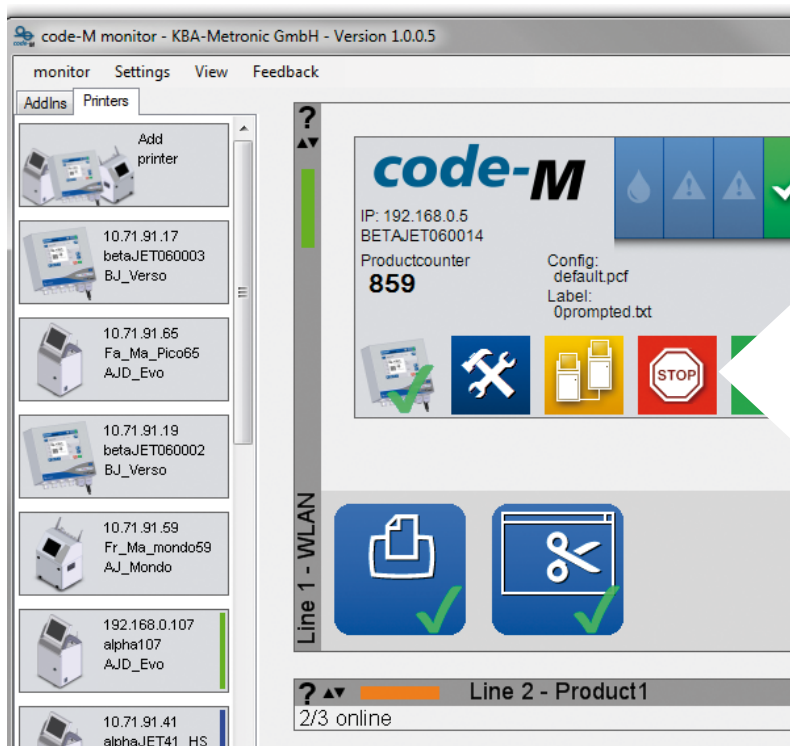 code-M monitor - KBA-Metronic GmbH - Version 1.0.0.5
monitor Settings View Feedback
AddIns Printers
Add
printer
10.71.91.17
betaJET060003
BJ_Verso
10.71.91.65
Fa_Ma_Pico65
AJD_Evo
10.71.91.19
betaJET060002
BJ_Verso
10.71.91.59
Fr_Ma_mondo59
AJ_Mondo
192.168.0.107
alpha107
AJD_Evo
10.71.91.41
alphaJET41_HS
?
code-M
IP: 192.168.0.5
BETAJET060014
Productcounter
859
Config:
default.pcf
Label:
0prompted.txt
STOP
Line 1 - WLAN
? Line 2 - Product1
2/3 online